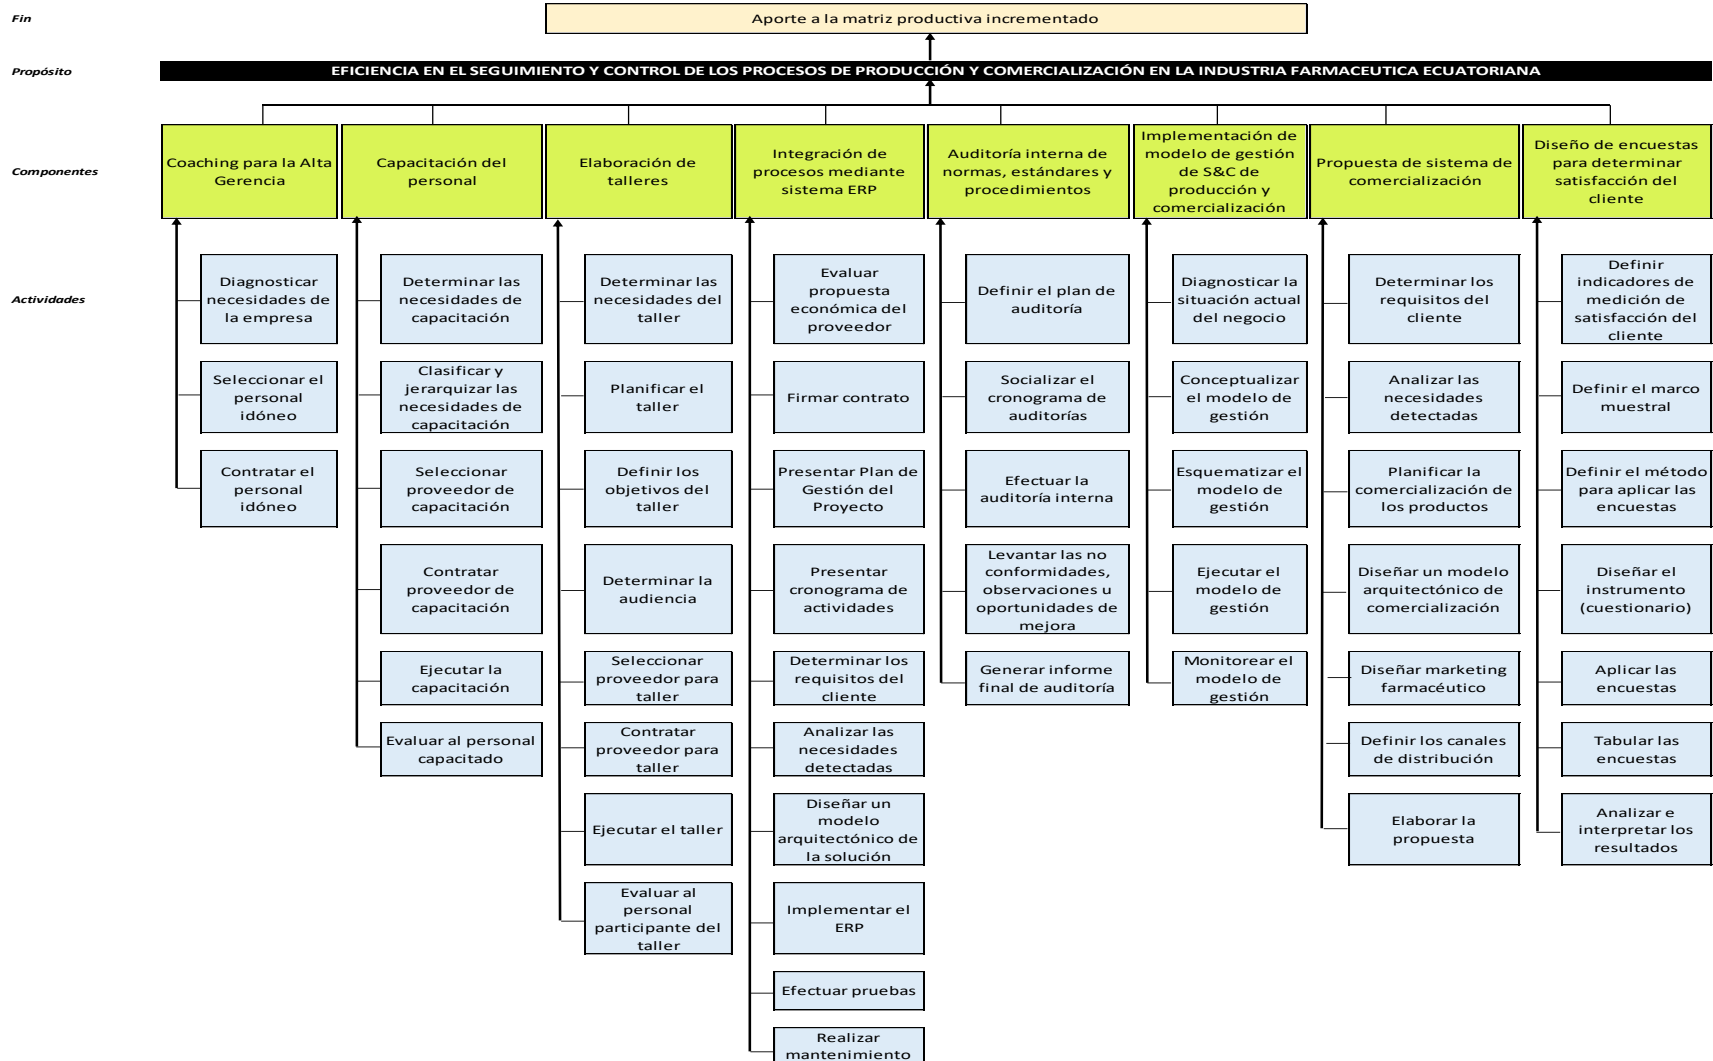 Fin
Aporte a la matriz productiva incrementado
Propósito
EFICIENCIA EN EL SEGUIMIENTO Y CONTROL DE LOS PROCESOS DE PRODUCCIÓN Y COMERCIALIZACIÓN EN LA INDUSTRIA FARMACEUTICA ECUATORIANA
Componentes
Coaching para la Alta
Gerencia
Capacitación del
personal
Elaboración de
talleres
Integración de
procesos mediante
sistema ERP
Auditoría interna de
normas, estándares y
procedimientos
Implementación de
modelo de gestión
de S&C de
producción y
comercialización
Propuesta de sistema de
comercialización
Diseño de encuestas
para determinar
satisfacción del
cliente
Actividades
Diagnosticar
necesidades de
la empresa
Seleccionar el
personal
idóneo
Contratar el
personal
idóneo
Determinar las
necesidades de
capacitación
Clasificar y
jerarquizar las
necesidades de
capacitación
Seleccionar
proveedor de
capacitación
Contratar
proveedor de
capacitación
Ejecutar la
capacitación
Evaluar al personal
capacitado
Determinar las
necesidades del
taller
Planificar el
taller
Definir los
objetivos del
taller
Determinar la
audiencia
Seleccionar
proveedor para
taller
Contratar
proveedor para
taller
Ejecutar el taller
Evaluar al
personal
participante del
taller
Evaluar
propuesta
económica del
proveedor
Firmar contrato
Presentar Plan de
Gestión del
Proyecto
Presentar
cronograma de
actividades
Determinar los
requisitos del
cliente
Analizar las
necesidades
detectadas
Diseñar un
modelo
arquitectónico de
la solución
Implementar el
ERP
Efectuar pruebas
Realizar
mantenimiento
Definir el plan de
auditoría
Socializar el
cronograma de
auditorías
Efectuar la
auditoría interna
Levantar las no
conformidades,
observaciones u
oportunidades de
mejora
Generar informe
final de auditoría
Diagnosticar la
situación actual
del negocio
Conceptualizar
el modelo de
gestión
Esquematizar el
modelo de
gestión
Ejecutar el
modelo de
gestión
Monitorear el
modelo de
gestión
Determinar los
requisitos del
cliente
Analizar las
necesidades
detectadas
Planificar la
comercialización de
los productos
Diseñar un modelo
arquitectónico de
comercialización
Diseñar marketing
farmacéutico
Definir los canales
de distribución
Elaborar la
propuesta
Definir
indicadores de
medición de
satisfacción del
cliente
Definir el marco
muestral
Definir el método
para aplicar las
encuestas
Diseñar el
instrumento
(cuestionario)
Aplicar las
encuestas
Tabular las
encuestas
Analizar e
interpretar los
resultados